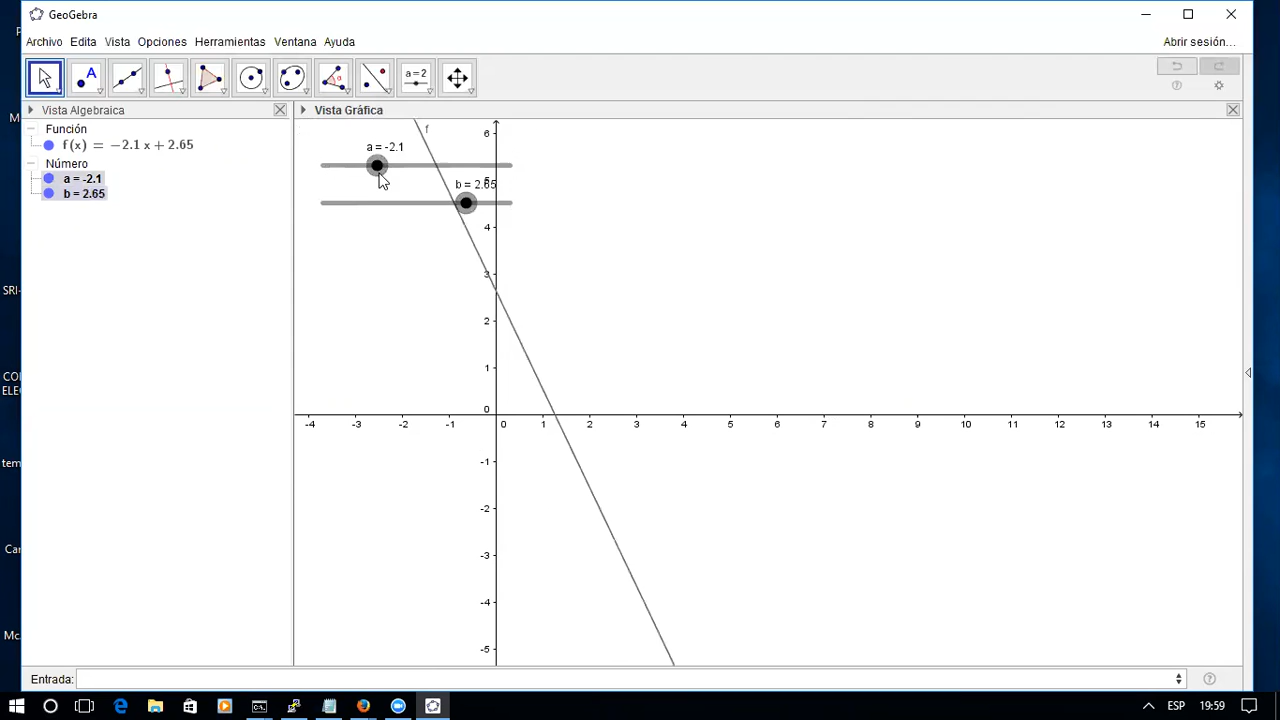 GeoGebra
Archivo Edita Vista Opciones Herramientas Ventana Ayuda
Abrir sesión...
A
α
a=2
Vista Algebraica
Vista Gráfica
Función
f(x) = −2.1 x + 2.65
Número
a = -2.1
b = 2.65
f
a = -2.1
b = 2.65
6
5
4
3
2
1
0
-4 -3 -2 -1 0 1 2 3 4 5 6 7 8 9 10 11 12 13 14 15
-1
-2
-3
-4
-5
SRI-
tem
Entrada:
ESP 19:59